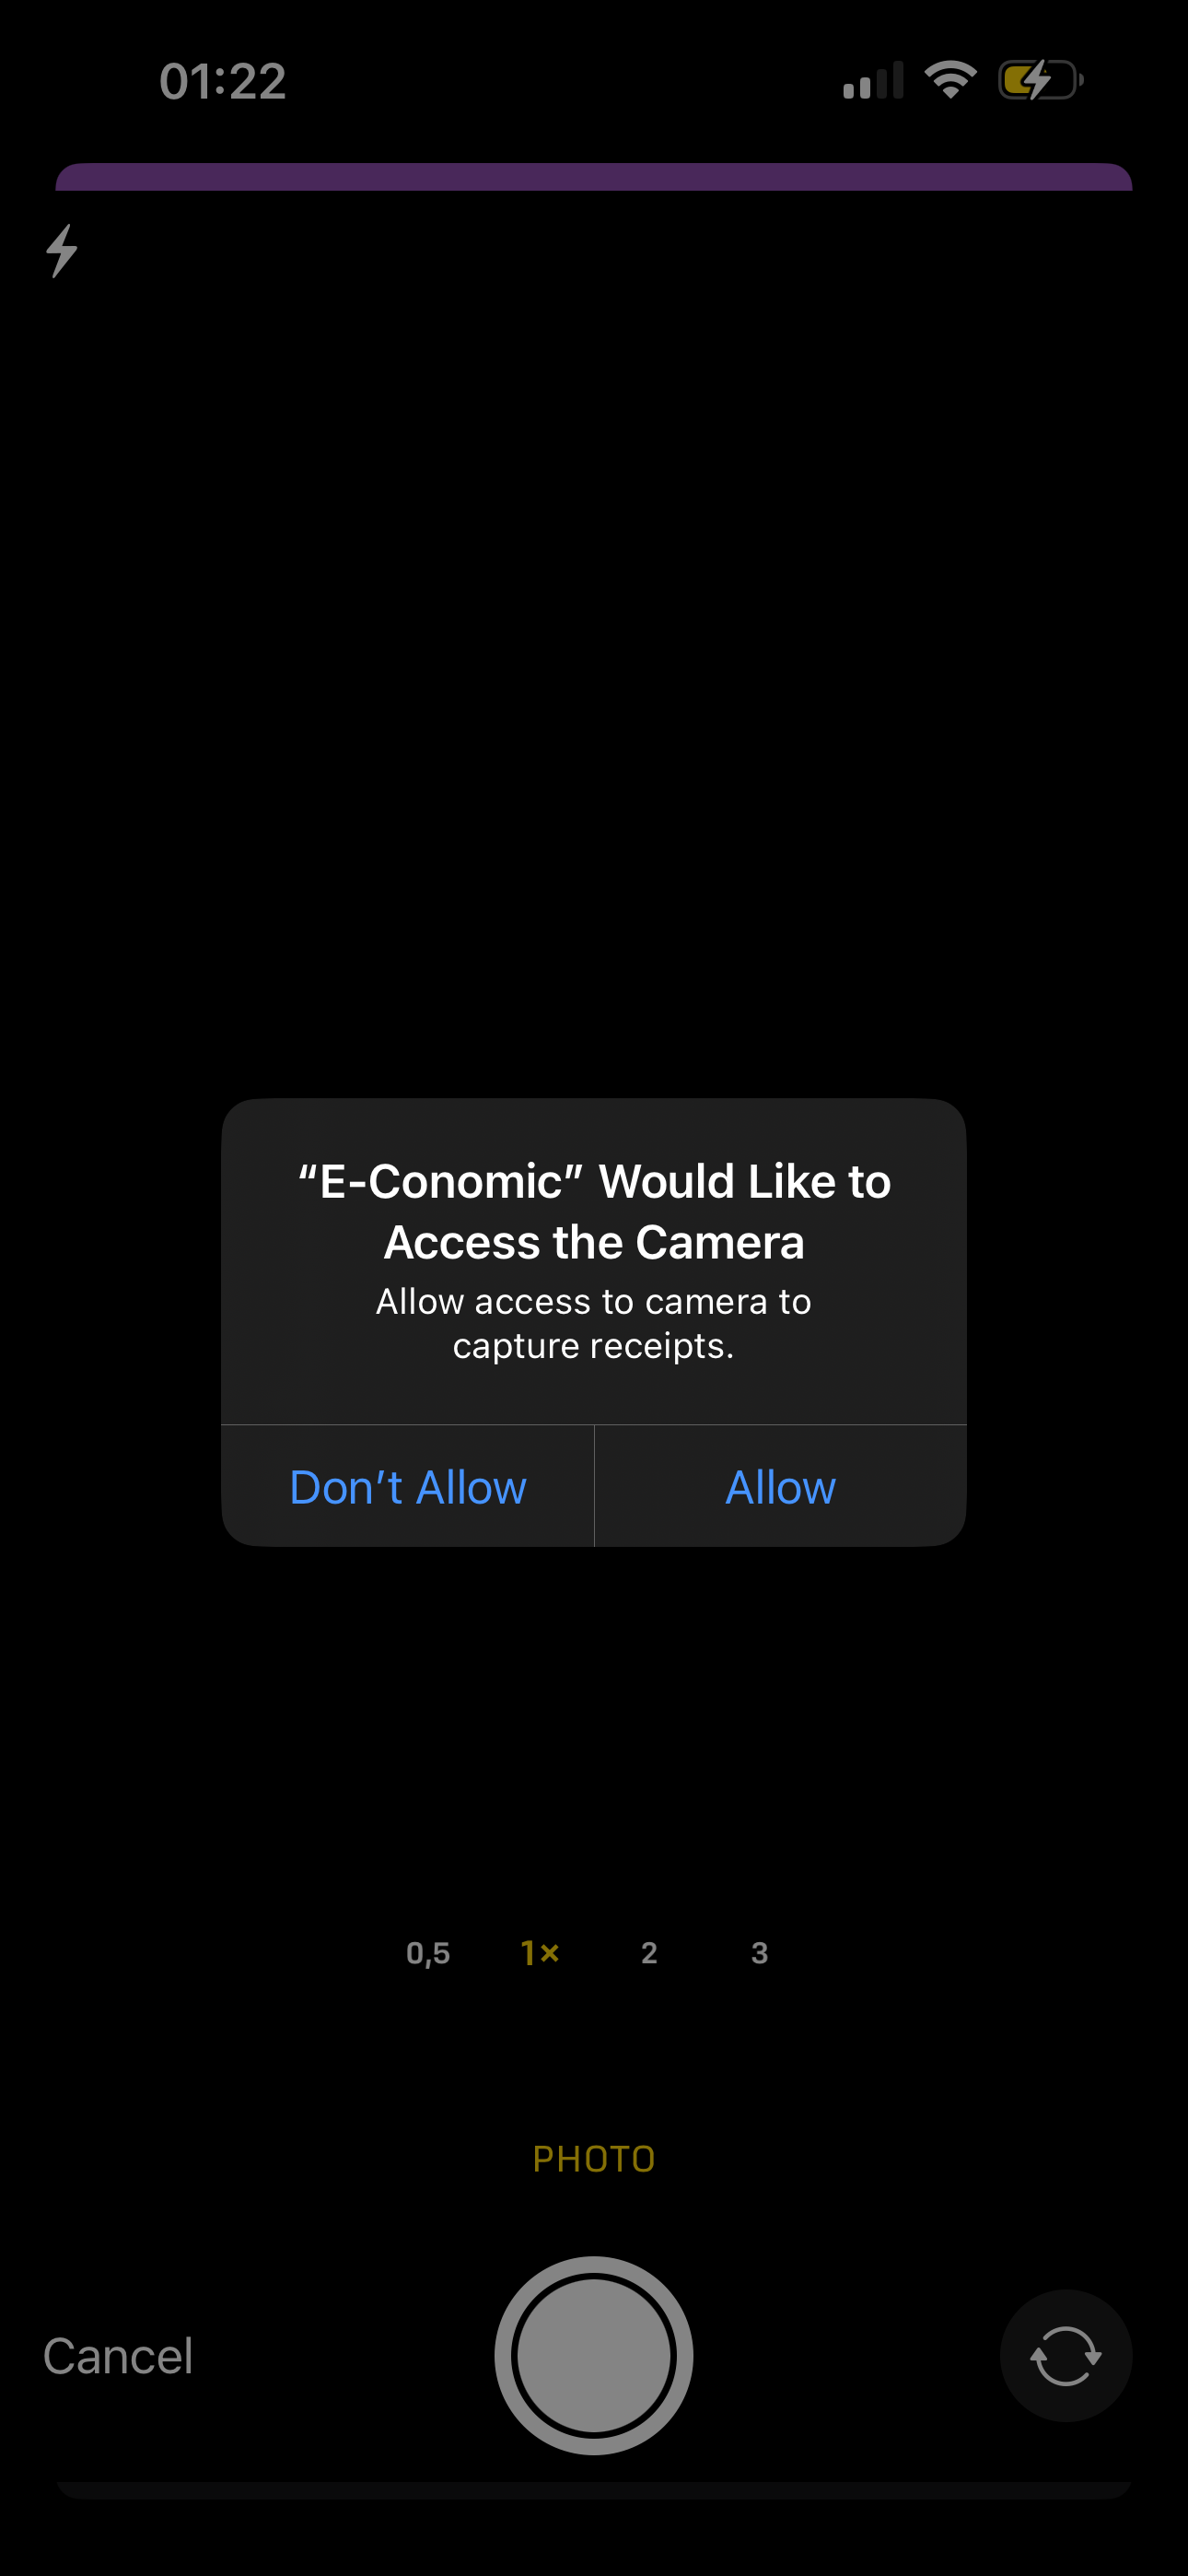 01:22
“E-Conomic” Would Like to
Access the Camera
Allow access to camera to
capture receipts.
Don’t Allow
Allow
0,5 1× 2 3
PHOTO
Cancel